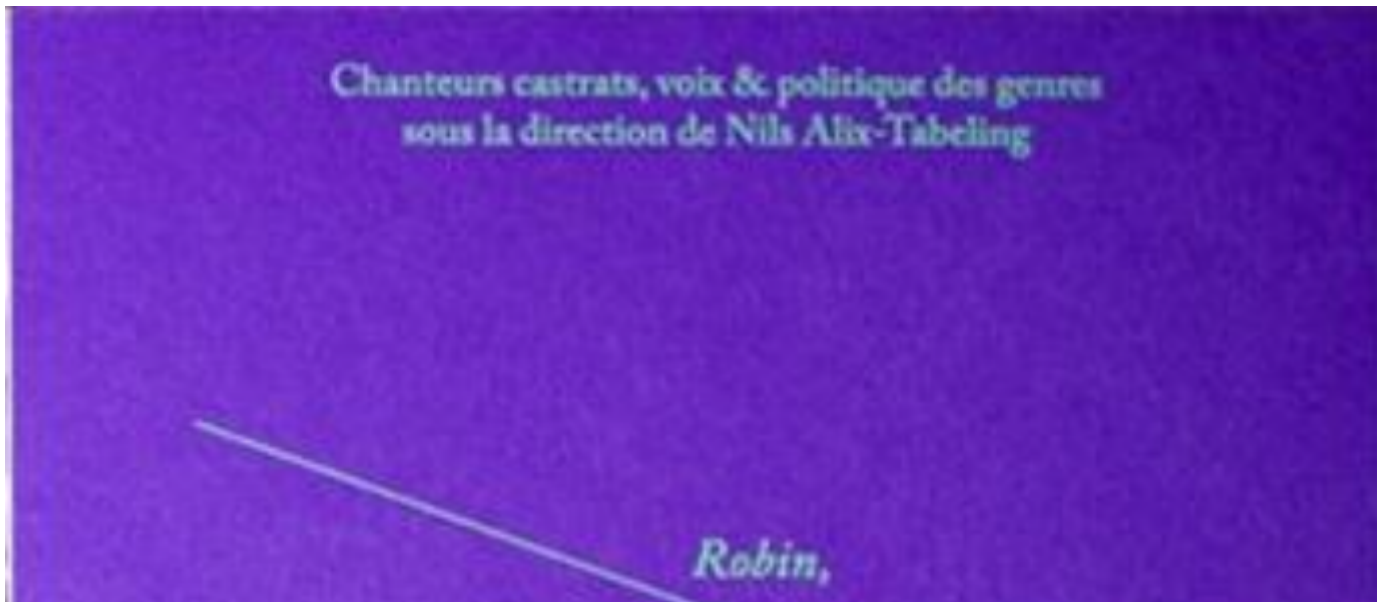 Chanteurs castrats, voix & politique des genres
sous la direction de Nils Alix-Tabeling
Robin,